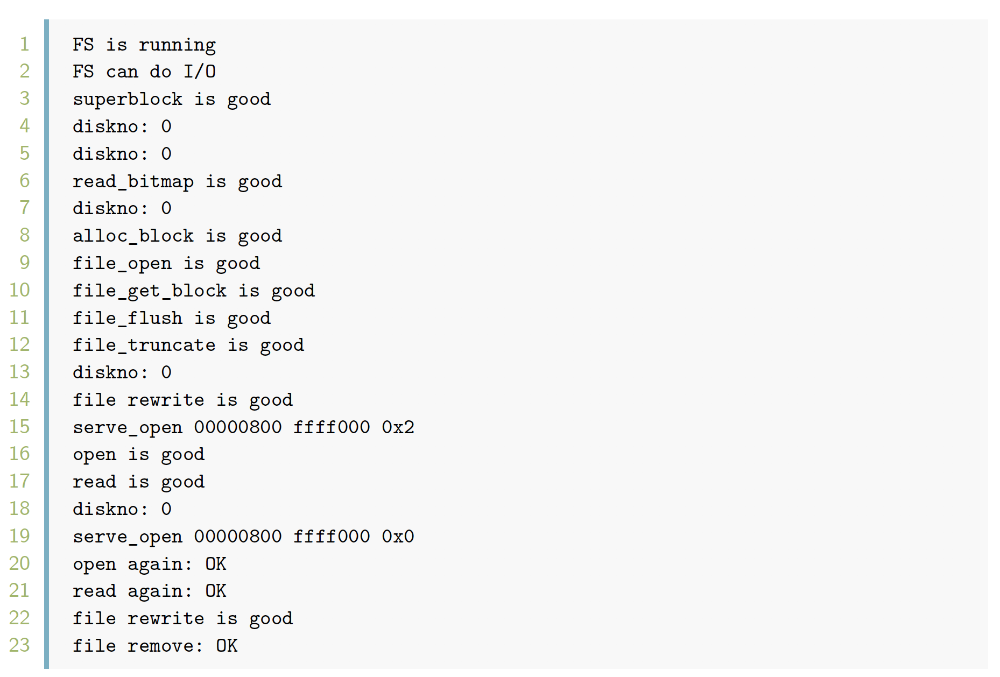 1 FS is running
2 FS can do I/O
3 superblock is good
4 diskno: 0
5 diskno: 0
6 read_bitmap is good
7 diskno: 0
8 alloc_block is good
9 file_open is good
10 file_get_block is good
11 file_flush is good
12 file_truncate is good
13 diskno: 0
14 file rewrite is good
15 serve_open 00000800 ffff000 0x2
16 open is good
17 read is good
18 diskno: 0
19 serve_open 00000800 ffff000 0x0
20 open again: OK
21 read again: OK
22 file rewrite is good
23 file remove: OK